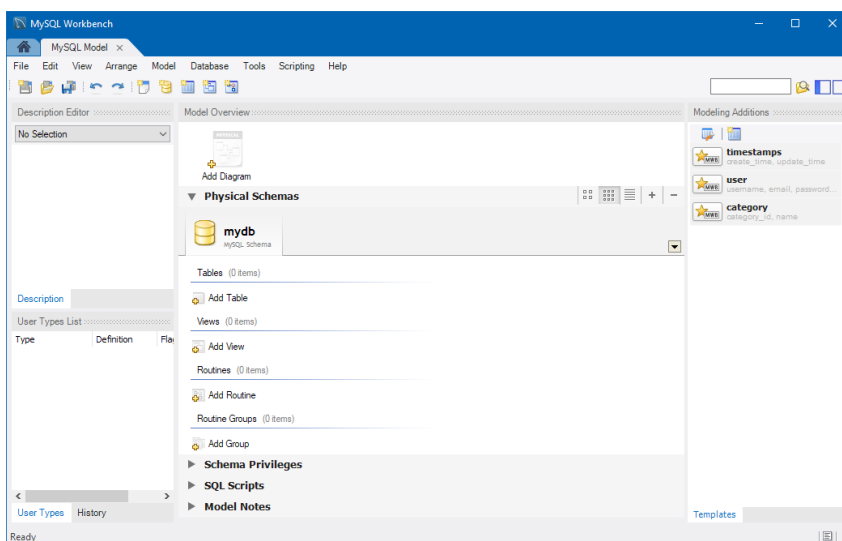 MySQL Workbench
MySQL Model
File Edit View Arrange Model Database Tools Scripting Help
Description Editor
No Selection
Description
User Types List
Type Definition Flag
User Types History
Model Overview
Add Diagram
Physical Schemas
mydb
MySQL Schema
Tables (0 items)
Add Table
Views (0 items)
Add View
Routines (0 items)
Add Routine
Routine Groups (0 items)
Add Group
Schema Privileges
SQL Scripts
Model Notes
Modeling Additions
timestamps
create_time, update_time
user
username, email, password...
category
category_id, name
Templates
Ready